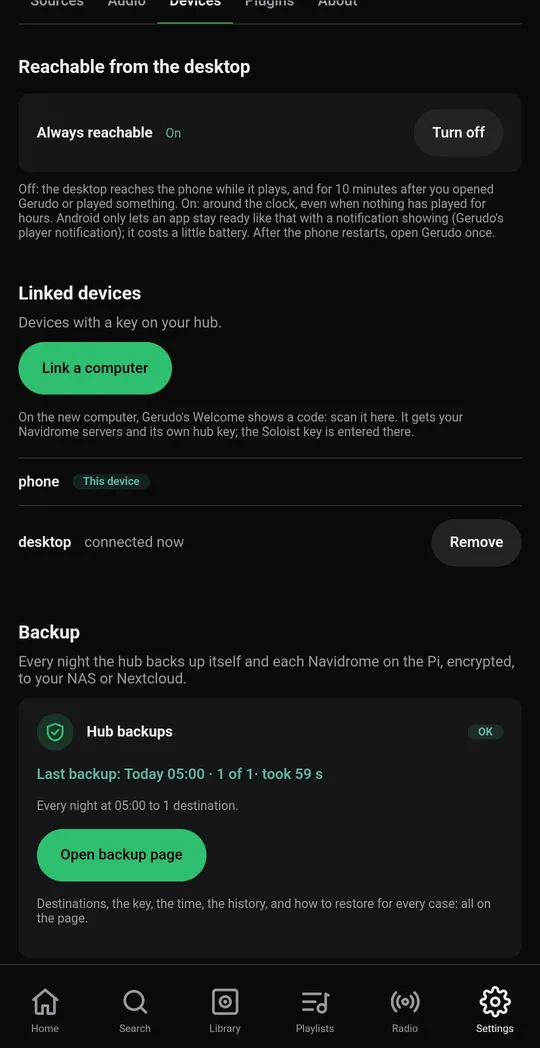 Sources Audio Devices Plugins About
Reachable from the desktop
Always reachable On Turn off
Off: the desktop reaches the phone while it plays, and for 10 minutes after you opened
Gerudo or played something. On: around the clock, even when nothing has played for
hours. Android only lets an app stay ready like that with a notification showing (Gerudo's
player notification); it costs a little battery. After the phone restarts, open Gerudo once.
Linked devices
Devices with a key on your hub.
Link a computer
On the new computer, Gerudo's Welcome shows a code: scan it here. It gets your
Navidrome servers and its own hub key; the Soloist key is entered there.
phone This device
desktop connected now Remove
Backup
Every night the hub backs up itself and each Navidrome on the Pi, encrypted,
to your NAS or Nextcloud.
Hub backups OK
Last backup: Today 05:00 · 1 of 1· took 59 s
Every night at 05:00 to 1 destination.
Open backup page
Destinations, the key, the time, the history, and how to restore for every case: all on
the page.
Home Search Library Playlists Radio Settings